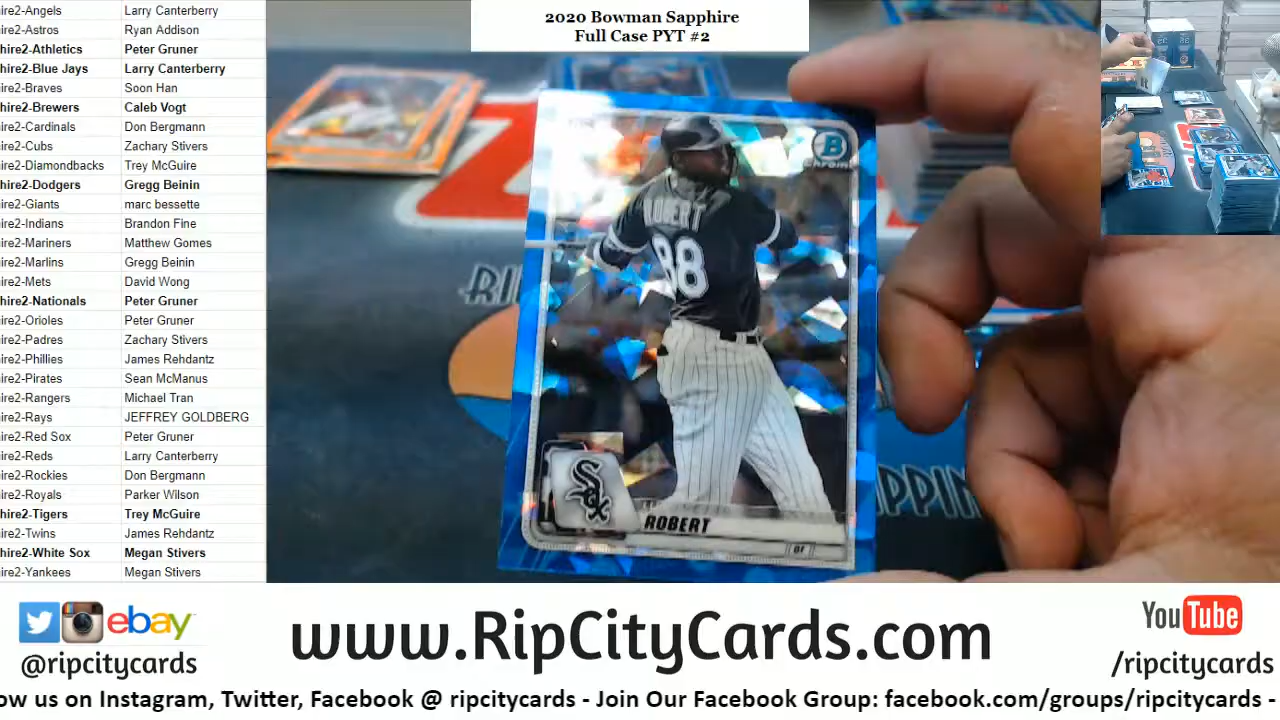 2020 Bowman Sapphire
Full Case PYT #2
hire2-Angels Larry Canterberry
ire2-Astros Ryan Addison
hire2-Athletics Peter Gruner
hire2-Blue Jays Larry Canterberry
ire2-Braves Soon Han
hire2-Brewers Caleb Vogt
ire2-Cardinals Don Bergmann
ire2-Cubs Zachary Stivers
ire2-Diamondbacks Trey McGuire
hire2-Dodgers Gregg Beinin
ire2-Giants marc bessette
ire2-Indians Brandon Fine
ire2-Mariners Matthew Gomes
ire2-Marlins Gregg Beinin
ire2-Mets David Wong
hire2-Nationals Peter Gruner
ire2-Orioles Peter Gruner
ire2-Padres Zachary Stivers
ire2-Phillies James Rehdantz
ire2-Pirates Sean McManus
ire2-Rangers Michael Tran
ire2-Rays JEFFREY GOLDBERG
ire2-Red Sox Peter Gruner
ire2-Reds Larry Canterberry
ire2-Rockies Don Bergmann
ire2-Royals Parker Wilson
hire2-Tigers Trey McGuire
ire2-Twins James Rehdantz
hire2-White Sox Megan Stivers
ire2-Yankees Megan Stivers
B
Chrome
ROBERT
88
Sox
ROBERT
OF
RI
PPIN
ebay
@ripcitycards
www.RipCityCards.com
YouTube
/ripcitycards
ow us on Instagram, Twitter, Facebook @ ripcitycards - Join Our Facebook Group: facebook.com/groups/ripcitycards -